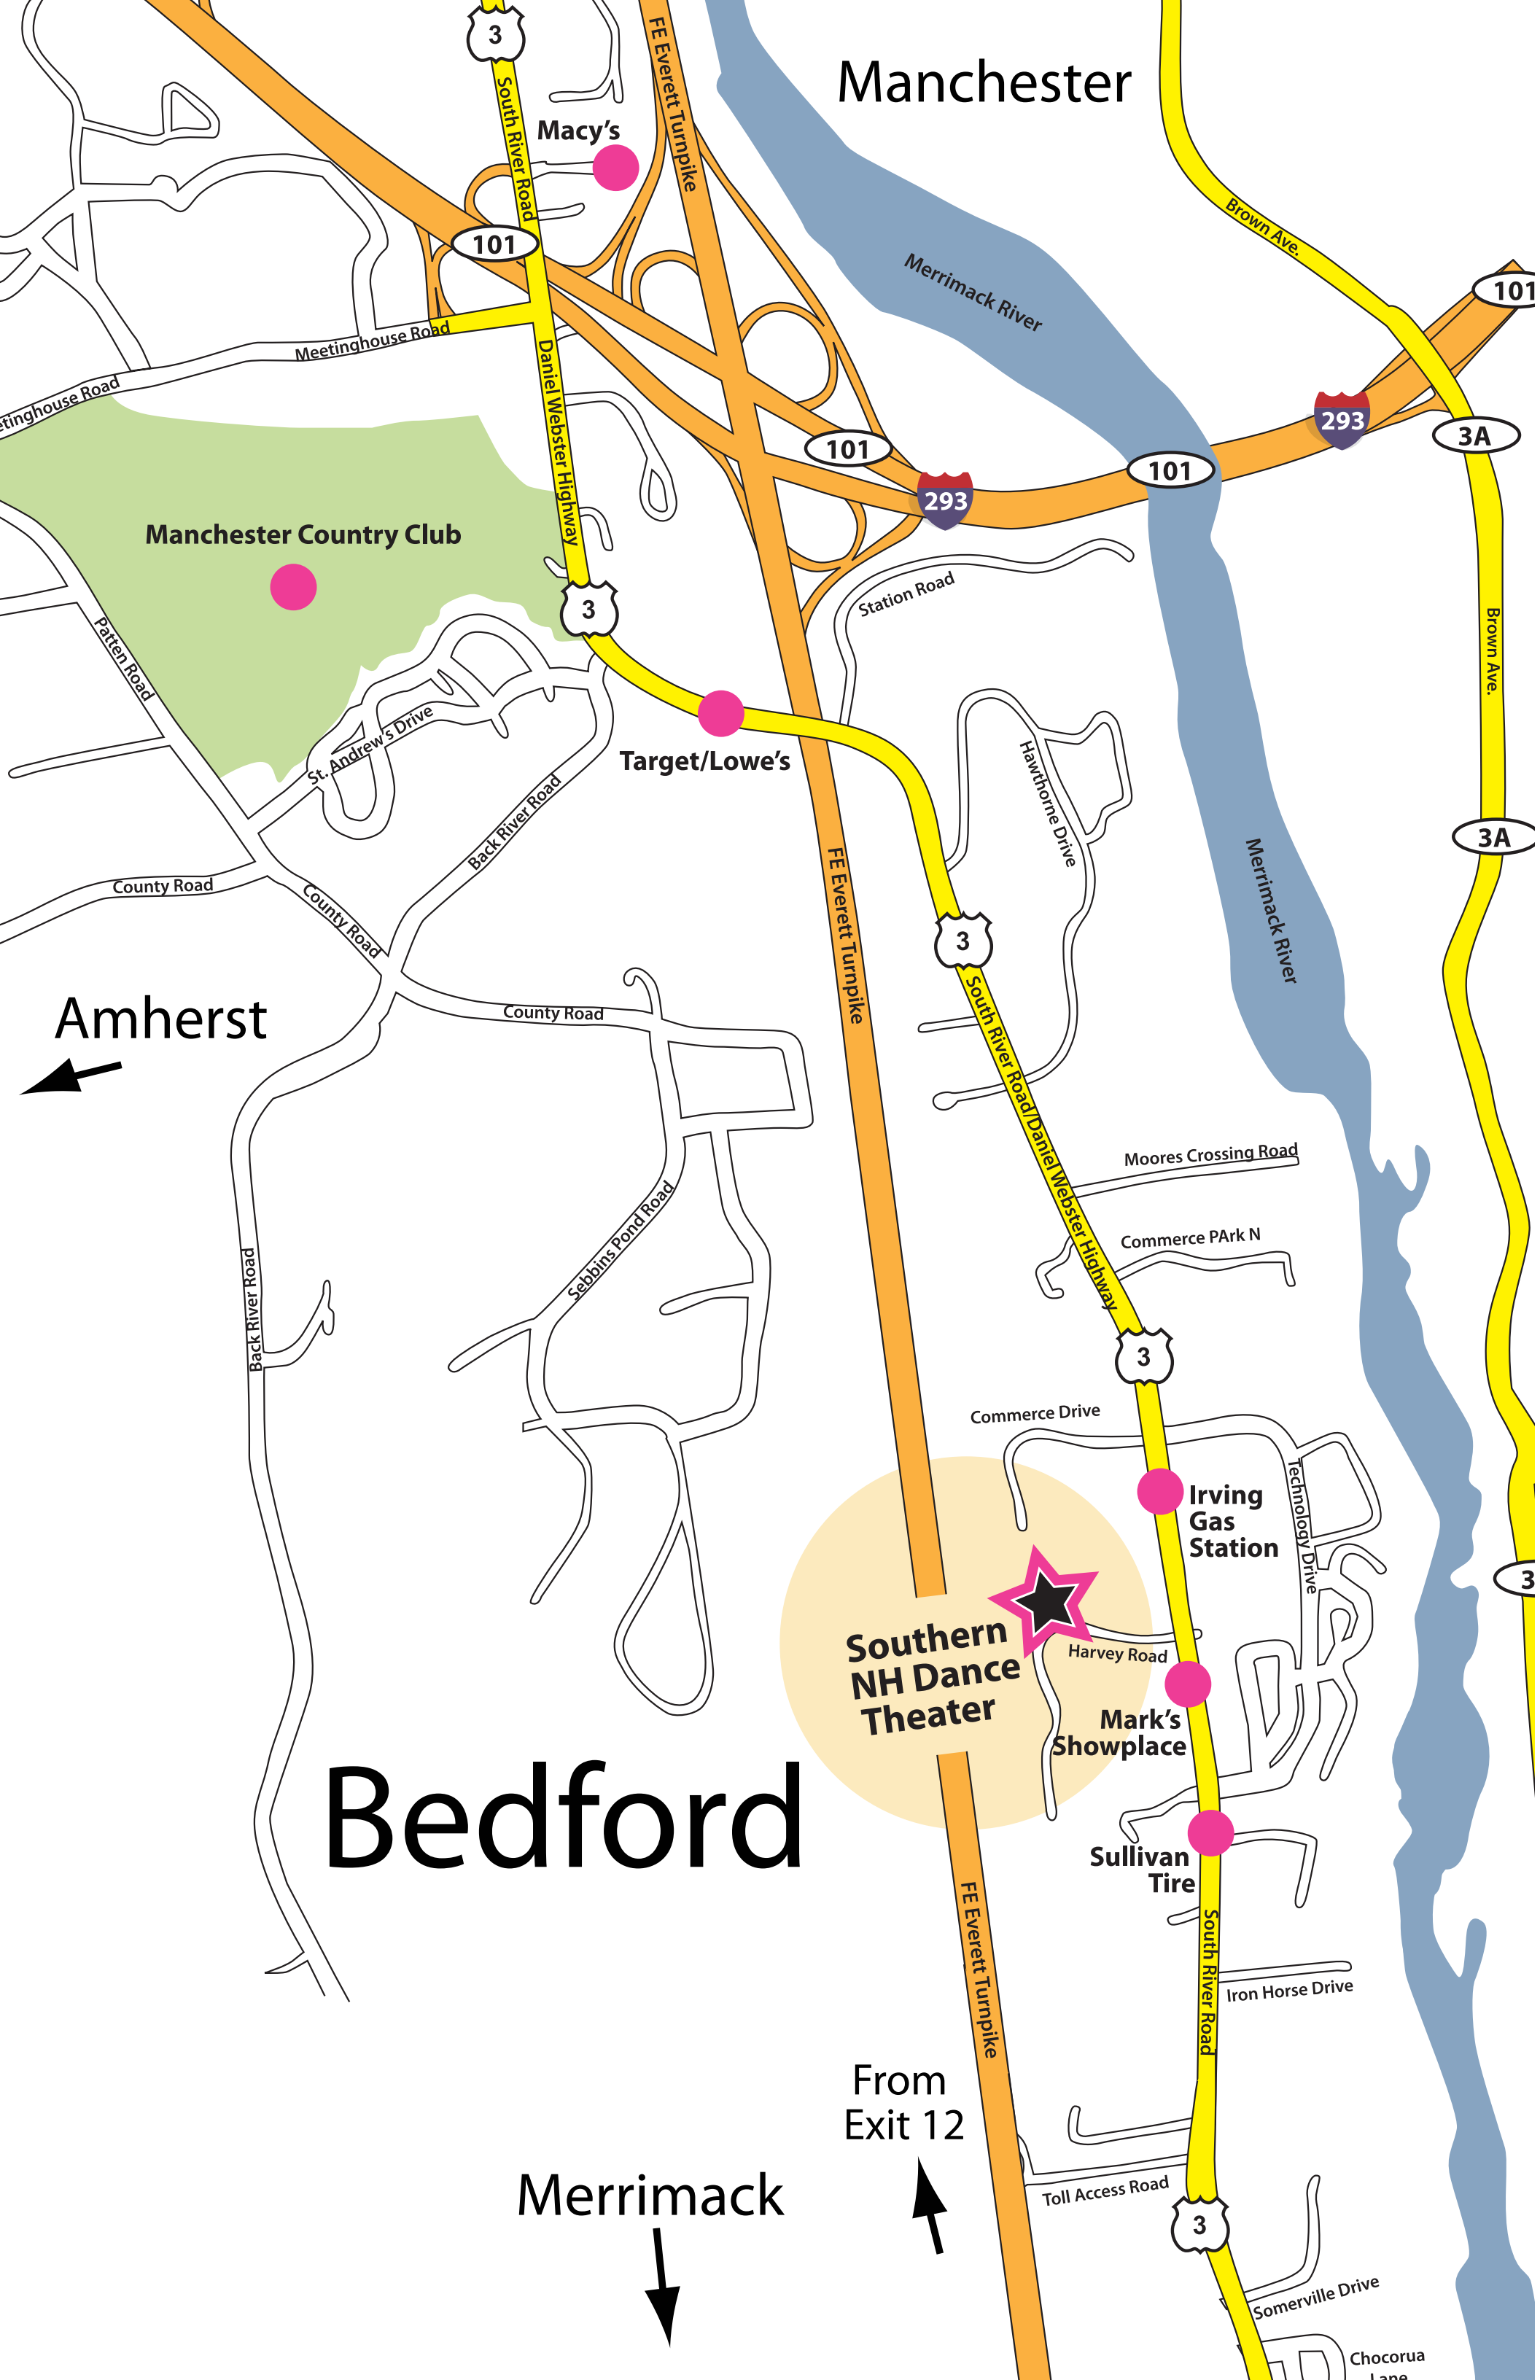 3
FE Everett Turnpike
Manchester
South River Road
Macy's
Brown Ave.
101
Merrimack River
101
Meetinghouse Road
Daniel Webster Highway
etinghouse Road
293
3A
101
101
293
Manchester Country Club
Station Road
3
Brown Ave.
Patten Road
St. Andrew's Drive
Target/Lowe's
Hawthorne Drive
Back River Road
3A
Merrimack River
FE Everett Turnpike
County Road
County Road
3
Amherst
County Road
South River Road/Daniel Webster Highway
Moores Crossing Road
Sebbins Pond Road
Commerce PArk N
Back River Road
3
Commerce Drive
Technology Drive
Irving
Gas
Station
3
Southern
NH Dance
Theater
Harvey Road
Mark's
Showplace
Bedford
Sullivan
Tire
FE Everett Turnpike
South River Road
Iron Horse Drive
From
Exit 12
Merrimack
Toll Access Road
3
Somerville Drive
Chocorua
Lane